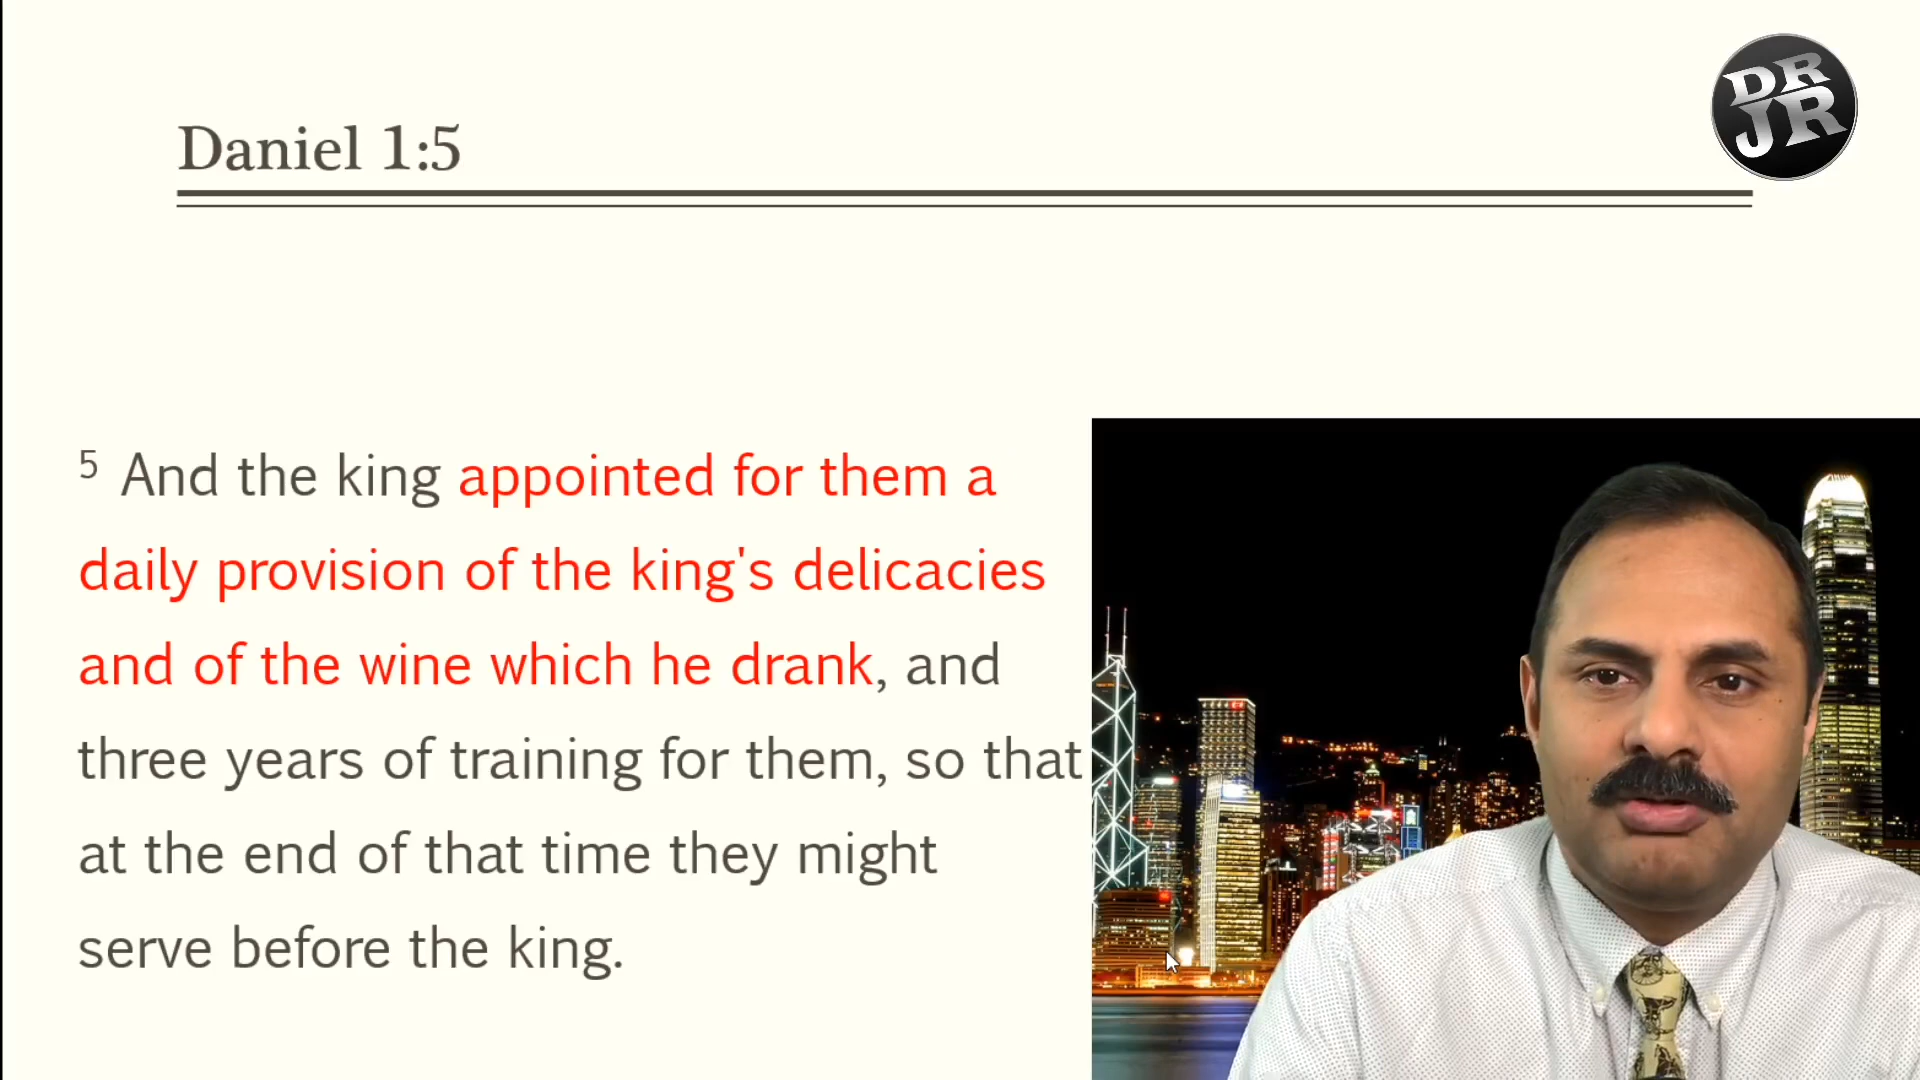 DR
JR
Daniel 1:5
5 And the king appointed for them a
daily provision of the king's delicacies
and of the wine which he drank, and
three years of training for them, so that
at the end of that time they might
serve before the king.